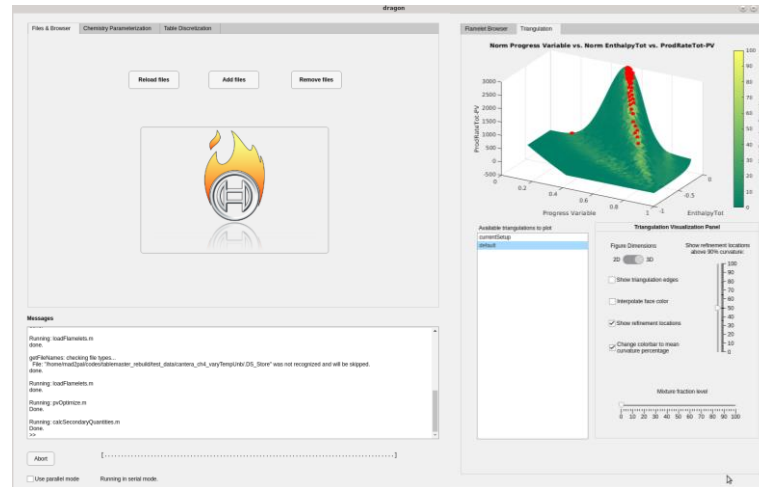 dragon
Files & Browser
Chemistry Parameterization
Table Discretization
Reload files
Add files
Remove files
Messages
Running: loadFlamelets.m
done.
getFileNames: checking file types...
File: "/home/mad2pal/codes/tablemaster_rebuild/test_data/cantera_ch4_varyTempUnb/.DS_Store" was not recognized and will be skipped.
done.
Running: loadFlamelets.m
done.
Running: pvOptimize.m
Done.
Running: calcSecondaryQuantities.m
Done.
>>
Abort
[......................................................................................]
Use parallel mode
Running in serial mode.
Flamelet Browser
Triangulation
Norm Progress Variable vs. Norm EnthalpyTot vs. ProdRateTot-PV
ProdRateTot-PV
3000
2500
2000
1500
1000
500
0
-500
0
0.2
0.4
0.6
0.8
1
Progress Variable
-1
-0.5
0
EnthalpyTot
100
90
80
70
60
50
40
30
20
10
0
Available triangulations to plot
currentSetup
default
Triangulation Visualization Panel
Figure Dimensions
2D
3D
Show triangulation edges
Interpolate face color
Show refinement locations
Change colorbar to mean
curvature percentage
Show refinement locations
above 90% curvature:
100
90
80
70
60
50
40
30
20
10
0
Mixture fraction level
0 10 20 30 40 50 60 70 80 90 100